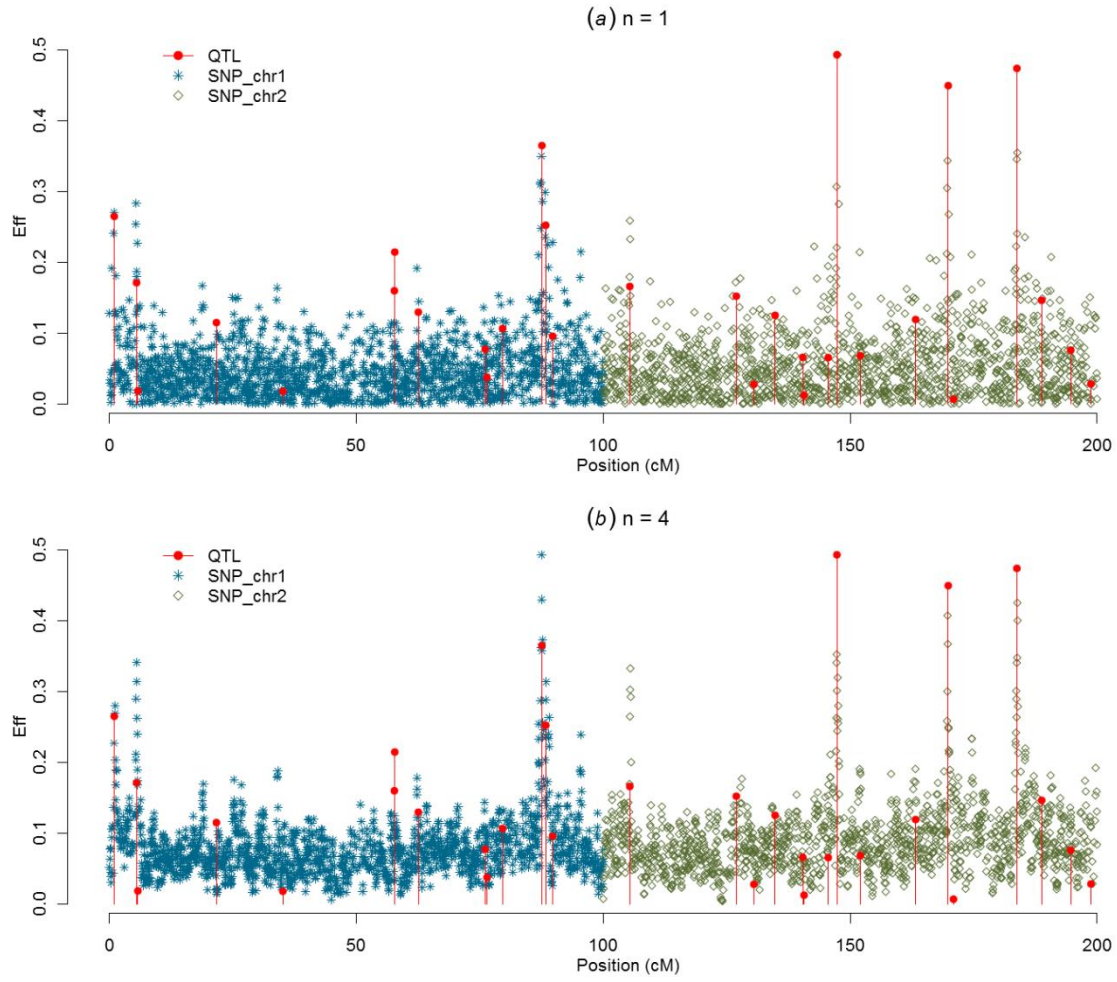 (a) n = 1
QTL
SNP_chr1
SNP_chr2
Eff
0.5
0.4
0.3
0.2
0.1
0.0
0 50 100 150 200
Position (cM)
(b) n = 4
QTL
SNP_chr1
SNP_chr2
Eff
0.5
0.4
0.3
0.2
0.1
0.0
0 50 100 150 200
Position (cM)